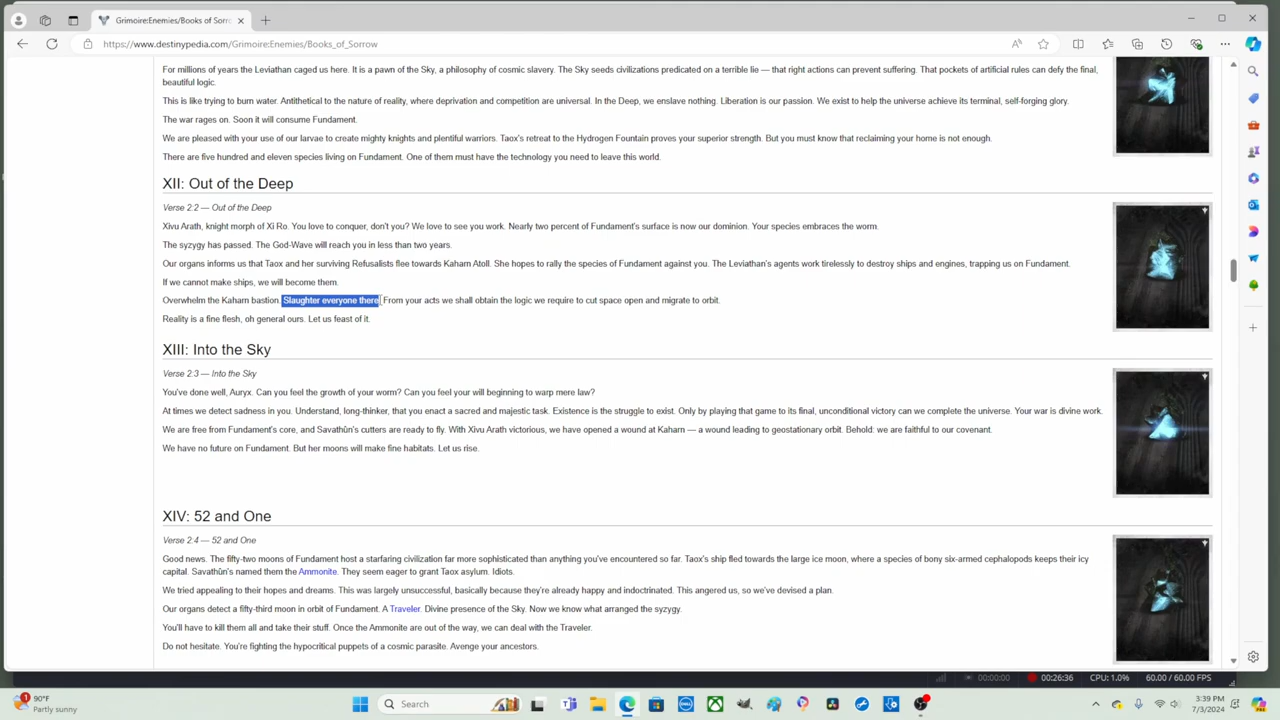 Grimoire:Enemies/Books of Sorro
https://www.destinypedia.com/Grimoire:Enemies/Books_of_Sorrow
For millions of years the Leviathan caged us here. It is a pawn of the Sky, a philosophy of cosmic slavery. The Sky seeds civilizations predicated on a terrible lie — that right actions can prevent suffering. That pockets of artificial rules can defy the final,
beautiful logic.
This is like trying to burn water. Antithetical to the nature of reality, where deprivation and competition are universal. In the Deep, we enslave nothing. Liberation is our passion. We exist to help the universe achieve its terminal, self-forging glory.
The war rages on. Soon it will consume Fundament.
We are pleased with your use of our larvae to create mighty knights and plentiful warriors. Taox's retreat to the Hydrogen Fountain proves your superior strength. But you must know that reclaiming your home is not enough.
There are five hundred and eleven species living on Fundament. One of them must have the technology you need to leave this world.
XII: Out of the Deep
Verse 2:2 — Out of the Deep
Xivu Arath, knight morph of Xi Ro. You love to conquer, don't you? We love to see you work. Nearly two percent of Fundament's surface is now our dominion. Your species embraces the worm.
The syzygy has passed. The God-Wave will reach you in less than two years.
Our organs informs us that Taox and her surviving Refusalists flee towards Kaharn Atoll. She hopes to rally the species of Fundament against you. The Leviathan's agents work tirelessly to destroy ships and engines, trapping us on Fundament.
If we cannot make ships, we will become them.
Overwhelm the Kaharn bastion. Slaughter everyone there. From your acts we shall obtain the logic we require to cut space open and migrate to orbit.
Reality is a fine flesh, oh general ours. Let us feast of it.
XIII: Into the Sky
Verse 2:3 — Into the Sky
You've done well, Auryx. Can you feel the growth of your worm? Can you feel your will beginning to warp mere law?
At times we detect sadness in you. Understand, long-thinker, that you enact a sacred and majestic task. Existence is the struggle to exist. Only by playing that game to its final, unconditional victory can we complete the universe. Your war is divine work.
We are free from Fundament's core, and Savathûn's cutters are ready to fly. With Xivu Arath victorious, we have opened a wound at Kaharn — a wound leading to geostationary orbit. Behold: we are faithful to our covenant.
We have no future on Fundament. But her moons will make fine habitats. Let us rise.
XIV: 52 and One
Verse 2:4 — 52 and One
Good news. The fifty-two moons of Fundament host a starfaring civilization far more sophisticated than anything you've encountered so far. Taox's ship fled towards the large ice moon, where a species of bony six-armed cephalopods keeps their icy
capital. Savathûn's named them the Ammonite. They seem eager to grant Taox asylum. Idiots.
We tried appealing to their hopes and dreams. This was largely unsuccessful, basically because they're already happy and indoctrinated. This angered us, so we've devised a plan.
Our organs detect a fifty-third moon in orbit of Fundament. A Traveler. Divine presence of the Sky. Now we know what arranged the syzygy.
You'll have to kill them all and take their stuff. Once the Ammonite are out of the way, we can deal with the Traveler.
Do not hesitate. You're fighting the hypocritical puppets of a cosmic parasite. Avenge your ancestors.
00:00:00
00:26:36
CPU: 1.0%
60.00 / 60.00 FPS
1
90°F
Partly sunny
Search
3:39 PM
7/3/2024